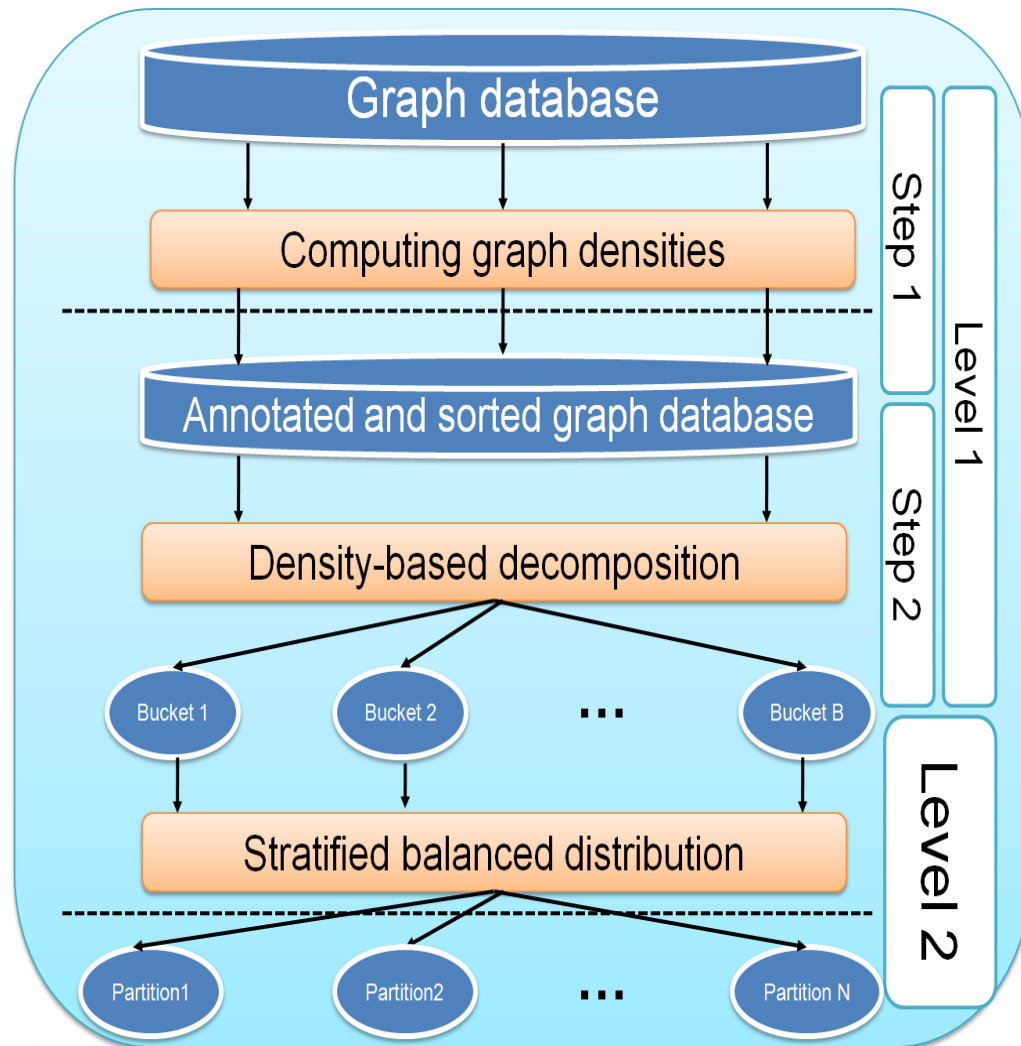 Graph database
Computing graph densities
Step 1
Level 1
Annotated and sorted graph database
Step 2
Density-based decomposition
Bucket 1
Bucket 2
...
Bucket B
Stratified balanced distribution
Level 2
Partition1
Partition2
...
Partition N